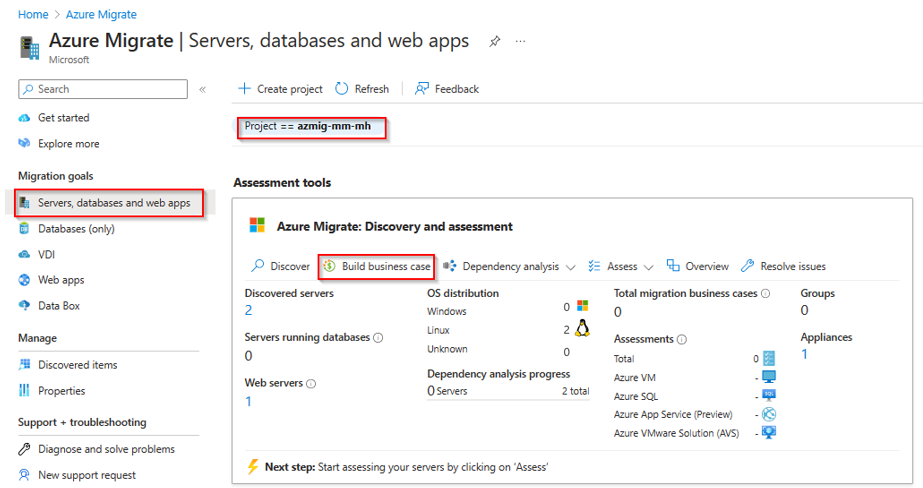 Home > Azure Migrate
Azure Migrate | Servers, databases and web apps ...
Microsoft
Search «
Create project Refresh Feedback
Get started
Explore more
Project == azmig-mm-mh
Migration goals
Servers, databases and web apps
Databases (only)
VDI
Web apps
Data Box
Manage
Discovered items
Properties
Support + troubleshooting
Diagnose and solve problems
New support request
Assessment tools
Azure Migrate: Discovery and assessment
Discover Build business case Dependency analysis Assess Overview Resolve issues
Discovered servers
2
Servers running databases
0
Web servers
1
OS distribution
Windows 0
Linux 2
Unknown 0
Dependency analysis progress
0 Servers 2 total
Total migration business cases
0
Assessments
Total 0
Azure VM -
Azure SQL -
Azure App Service (Preview) -
Azure VMware Solution (AVS) -
Groups
0
Appliances
1
Next step: Start assessing your servers by clicking on 'Assess'